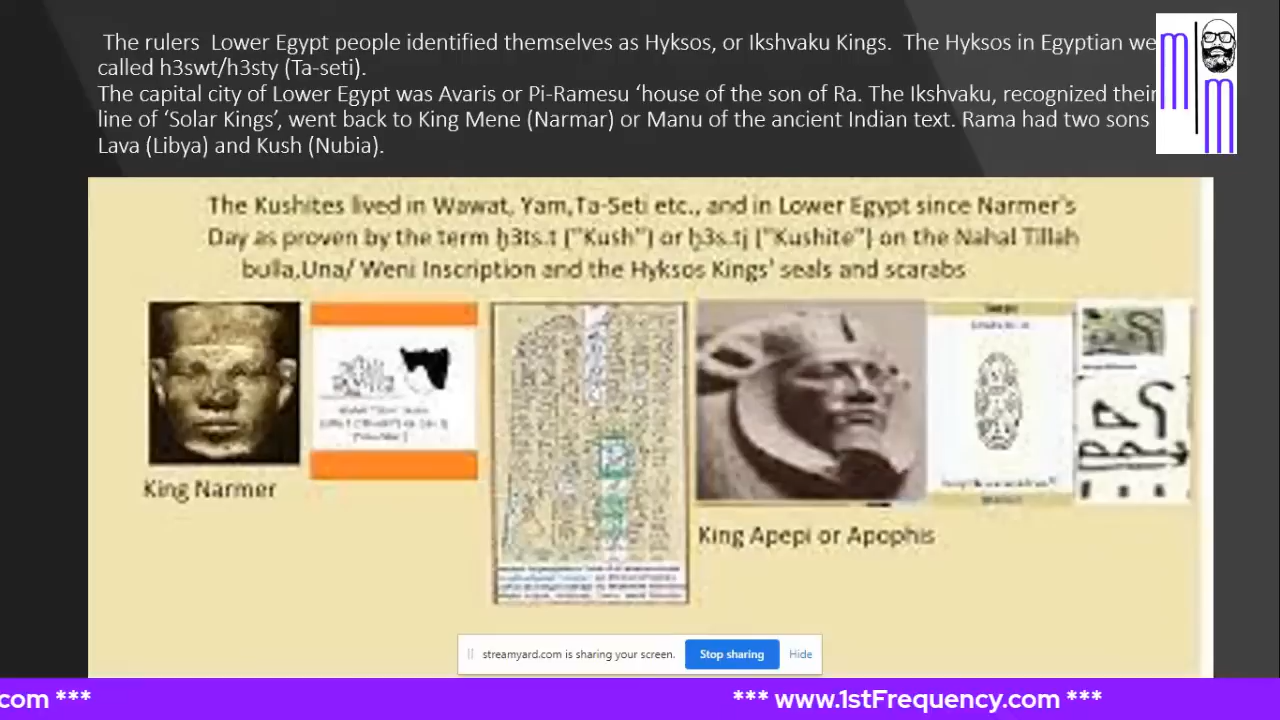 The rulers Lower Egypt people identified themselves as Hyksos, or Ikshvaku Kings. The Hyksos in Egyptian we
called h3swt/h3sty (Ta-seti).
The capital city of Lower Egypt was Avaris or Pi-Ramesu ‘house of the son of Ra. The Ikshvaku, recognized their
line of ‘Solar Kings’, went back to King Mene (Narmar) or Manu of the ancient Indian text. Rama had two sons
Lava (Libya) and Kush (Nubia).
m
m
The Kushites lived in Wawat, Yam,Ta-Seti etc., and in Lower Egypt since Narmer's
Day as proven by the term ḫ3ts.t ("Kush") or ḫ3s.tj ("Kushite") on the Nahal Tillah
bulla,Una/ Weni Inscription and the Hyksos Kings' seals and scarabs
King Narmer
King Apepi or Apophis
streamyard.com is sharing your screen.
Stop sharing
Hide
com ***
*** www.1stFrequency.com ***